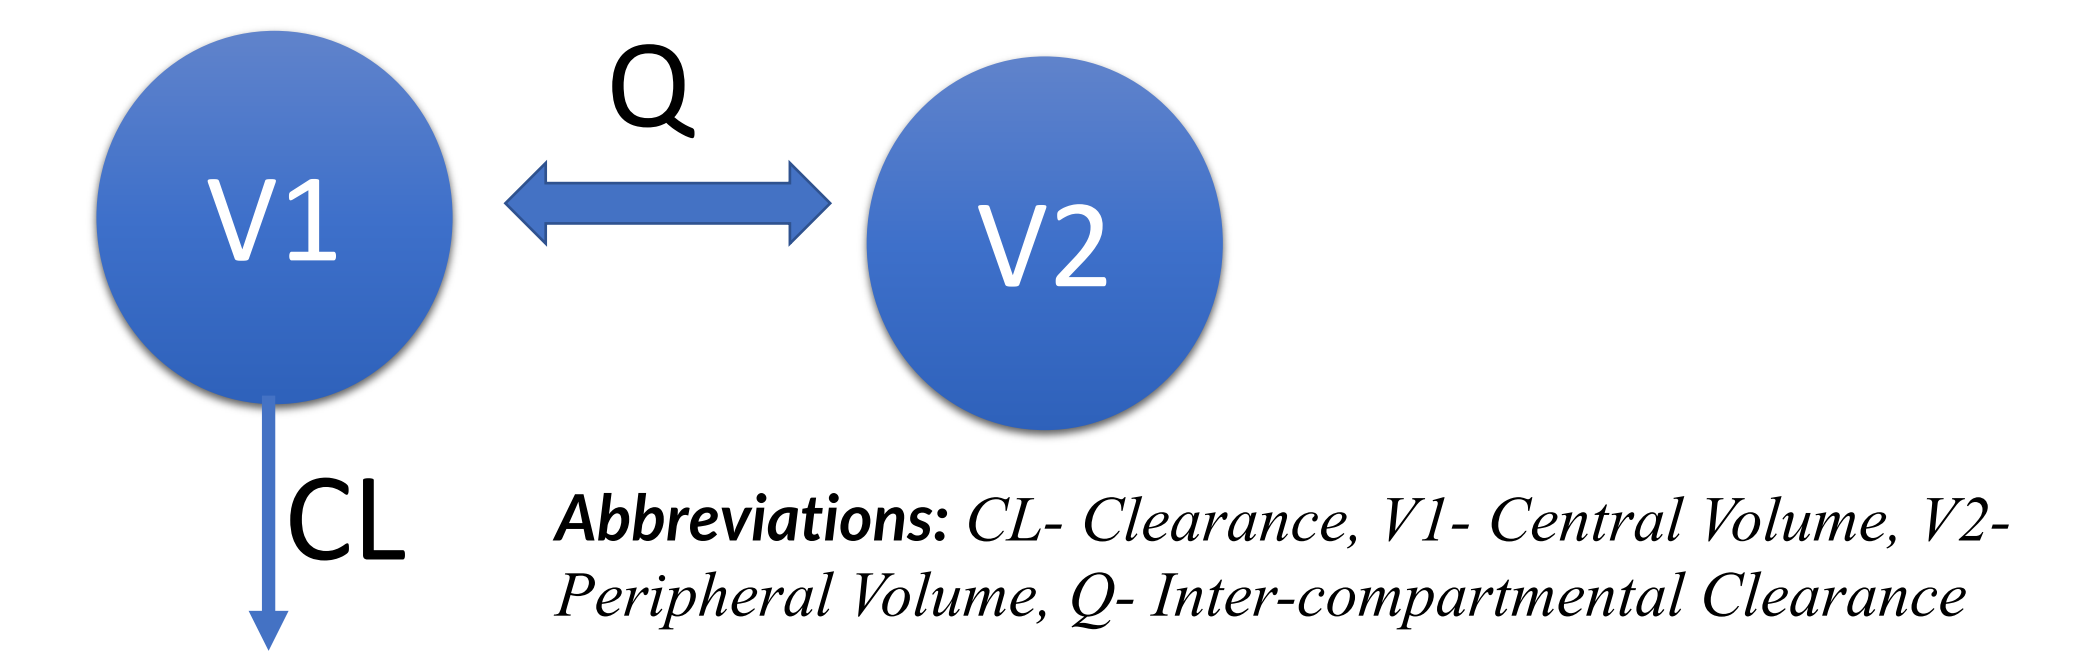 Q
V1
V2
CL
Abbreviations: CL- Clearance, V1- Central Volume, V2-
Peripheral Volume, Q- Inter-compartmental Clearance